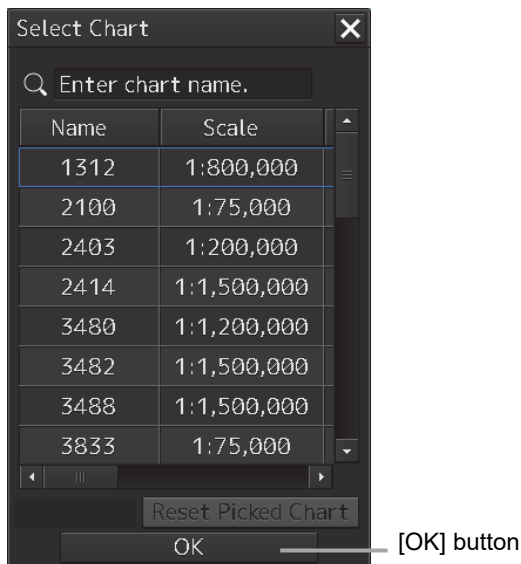 Select Chart
Enter chart name.
Name Scale
1312 1:800,000
2100 1:75,000
2403 1:200,000
2414 1:1,500,000
3480 1:1,200,000
3482 1:1,500,000
3488 1:1,500,000
3833 1:75,000
Reset Picked Chart
OK [OK] button